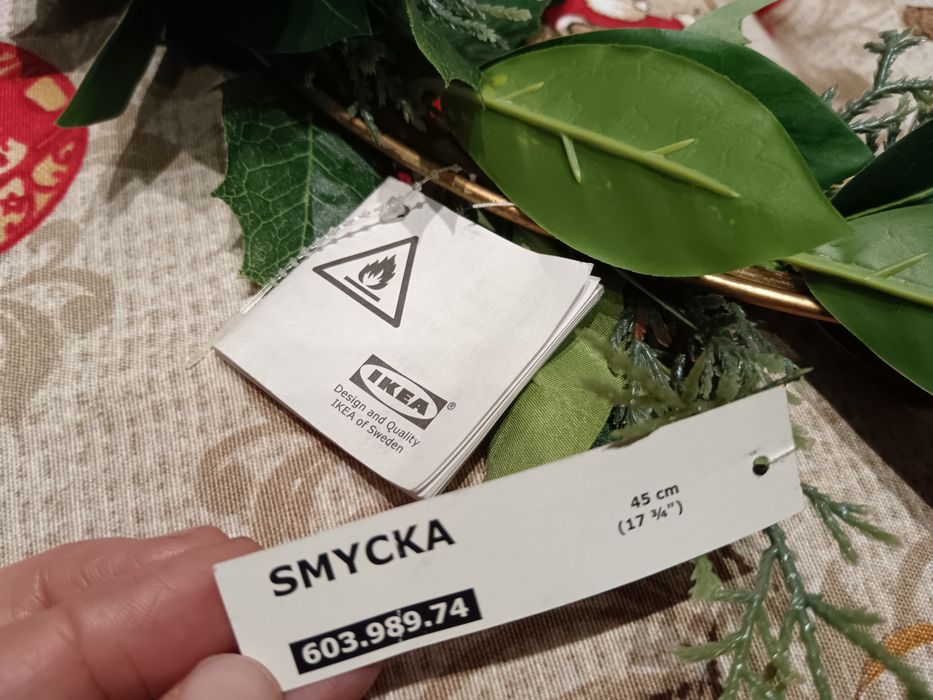 IKEA®
Design and Quality
IKEA of Sweden
45 cm
(17 ¾")
SMYCKA
603.989.74